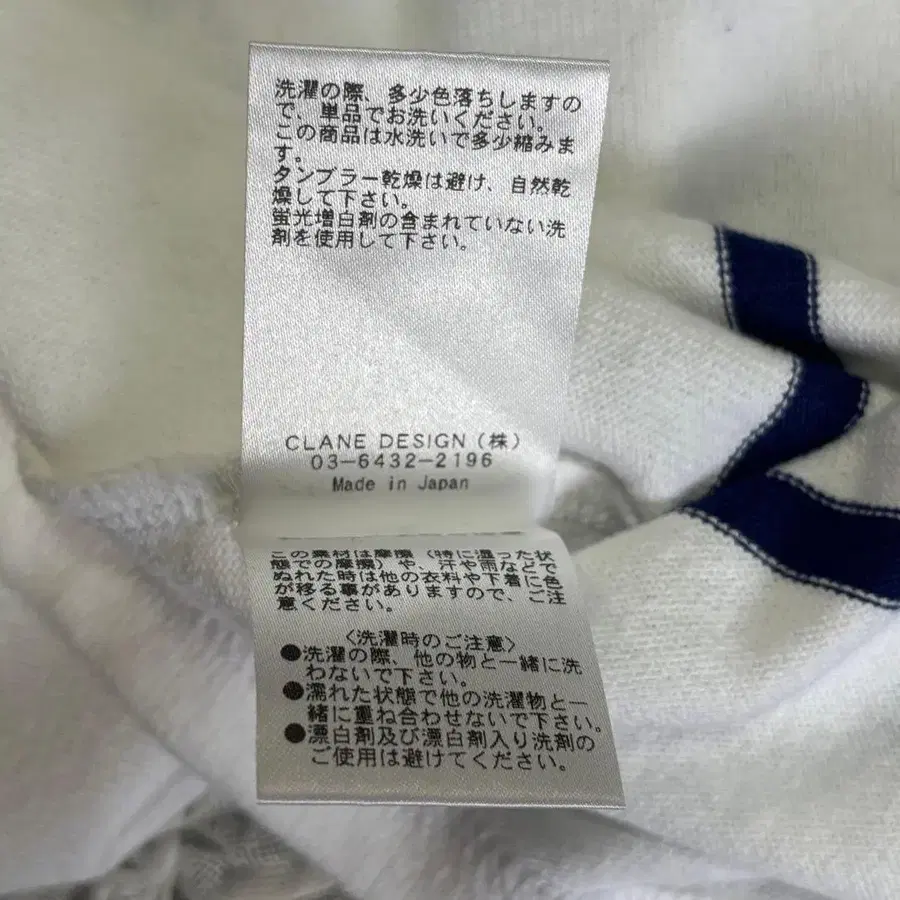 洗濯の際、多少色落ちしますの
で、単品でお洗いください。
この商品は水洗いで多少縮みま
す。
タンブラー乾燥は避け、自然乾
燥して下さい。
蛍光増白剤の含まれていない洗
剤を使用して下さい。
CLANE DESIGN (株)
03-6432-2196
Made in Japan
この素材は摩擦(特に湿った状
態での摩擦)や、汗や雨などで
ぬれた時は他の衣料や下着に色
が移る事がありますので、ご注
意ください。
〈洗濯時のご注意〉
●洗濯の際、他の物と一緒に洗
わないで下さい。
●濡れた状態で他の洗濯物と一
緒に重ね合わせないで下さい。
●漂白剤及び漂白剤入り洗剤の
ご使用は避けてください。